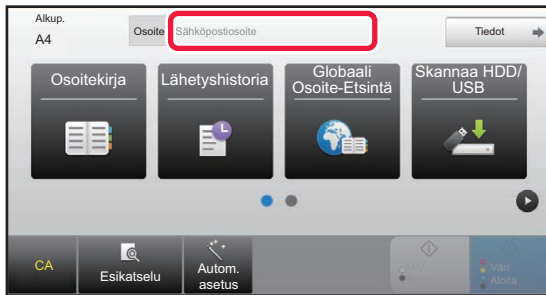 Alkup.
A4
Osoite
Sähköpostiosoite
Tiedot
Osoitekirja
Lähetyshistoria
Globaali
Osoite-Etsintä
Skannaa HDD/
USB
CA
Esikatselu
Autom.
asetus
M/V
Aloita
Väri
Aloita